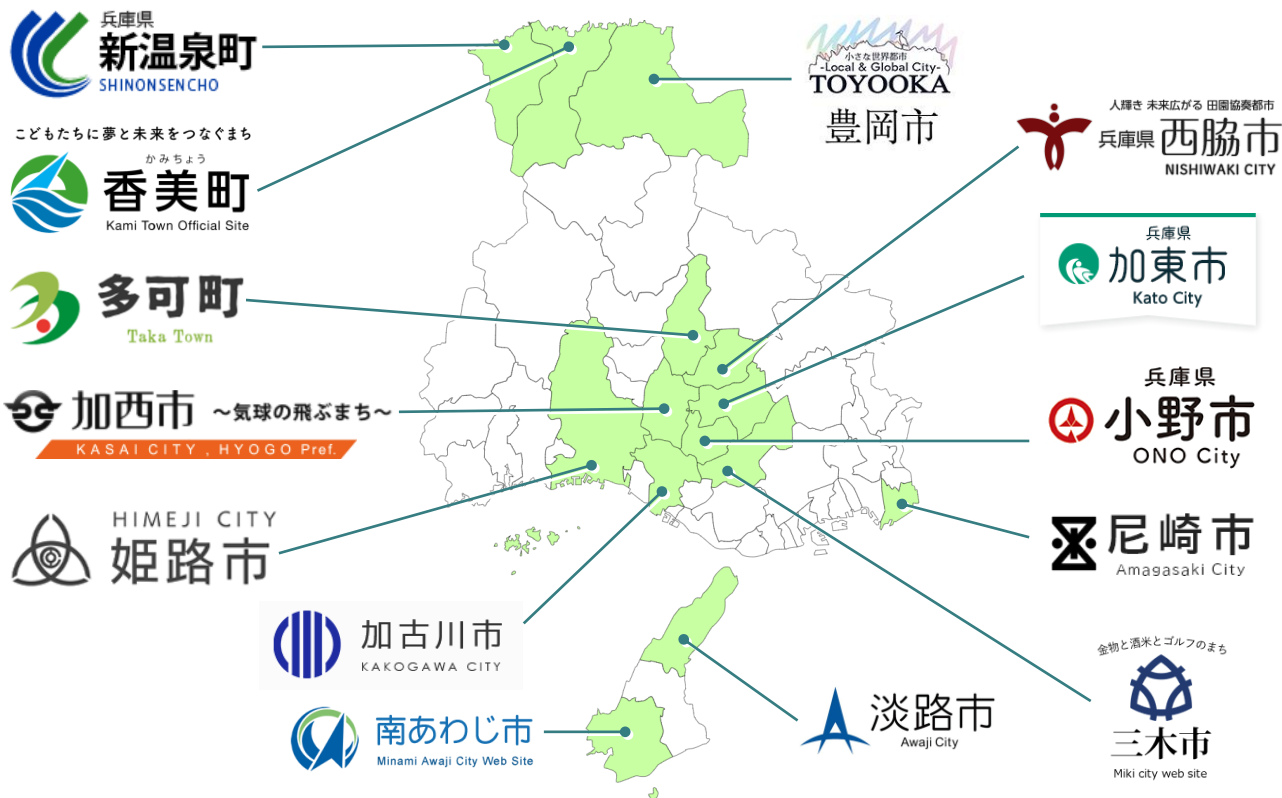 兵庫県
新温泉町
SHINONSENCHO
こどもたちに夢と未来をつなぐまち
かみちょう
香美町
Kami Town Official Site
多可町
Taka Town
加西市 ～気球の飛ぶまち～
KASAI CITY , HYOGO Pref.
HIMEJI CITY
姫路市
加古川市
KAKOGAWA CITY
南あわじ市
Minami Awaji City Web Site
小さな世界都市
-Local & Global City-
TOYOOKA
豊岡市
人輝き 未来広がる 田園協奏都市
兵庫県 西脇市
NISHIWAKI CITY
兵庫県
加東市
Kato City
兵庫県
小野市
ONO City
尼崎市
Amagasaki City
金物と酒米とゴルフのまち
三木市
Miki city web site
淡路市
Awaji City